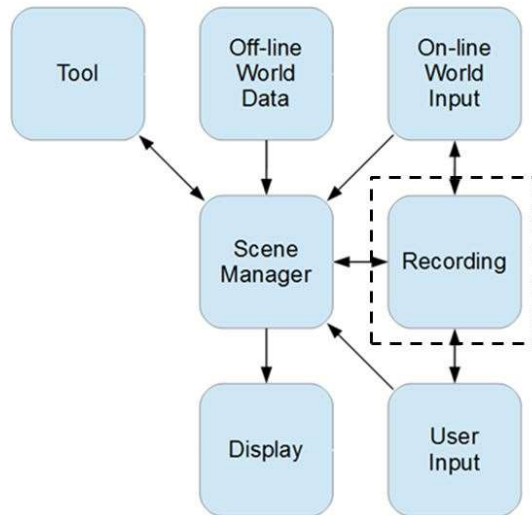 Tool
Off-line
World
Data
On-line
World
Input
Scene
Manager
Recording
Display
User
Input